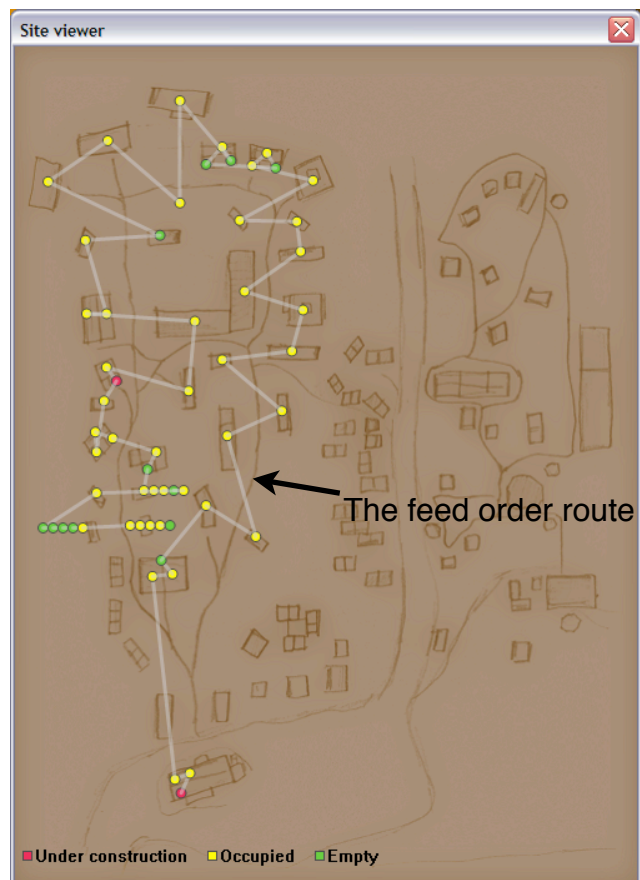 Site viewer
The feed order route
Under construction Occupied Empty